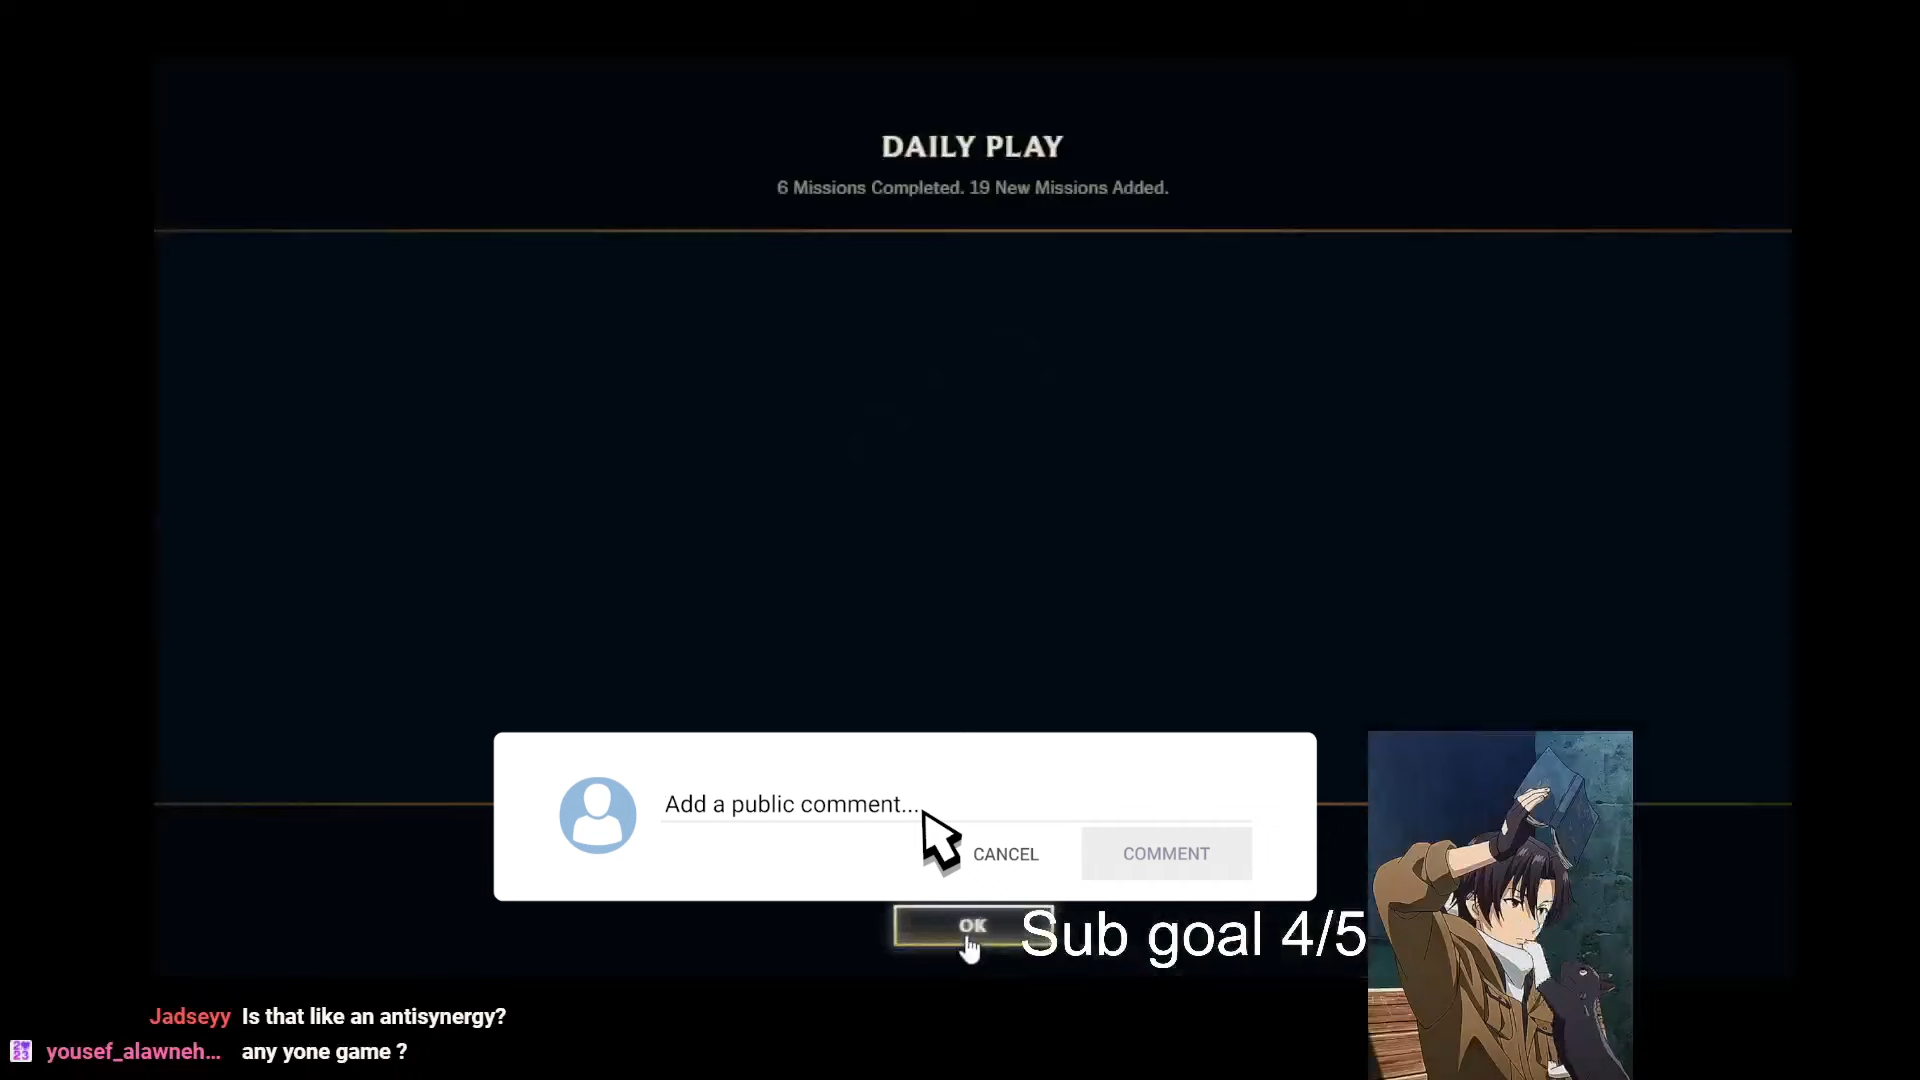 DAILY PLAY
6 Missions Completed. 19 New Missions Added.
Add a public comment...
CANCEL
COMMENT
OK
Sub goal 4/5
Jadseyy Is that like an antisynergy?
yousef_alawneh... any yone game ?